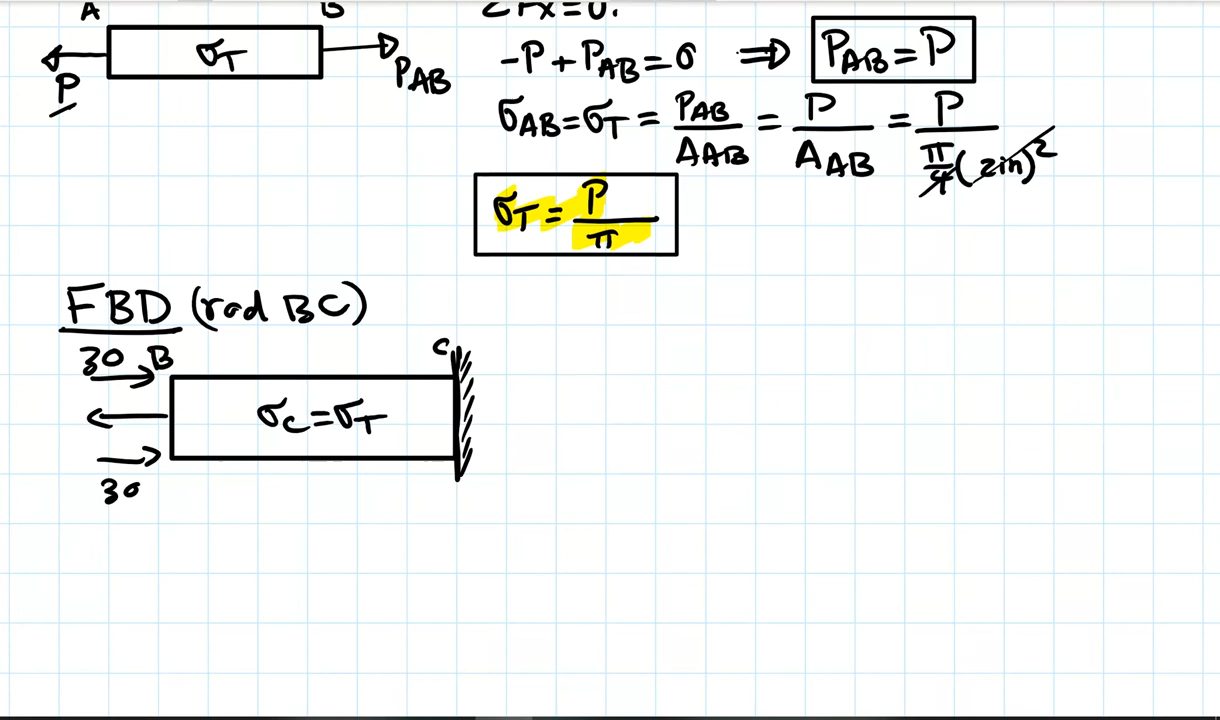 A B ΣFx=0.
σT
P PAB
-P+PAB=0 ⇒ PAB=P
σAB=σT = PAB/AAB = P/AAB = P/(π/4 (2in)²)
σT = P/π
FBD (rod BC)
30 B C
σC=σT
30